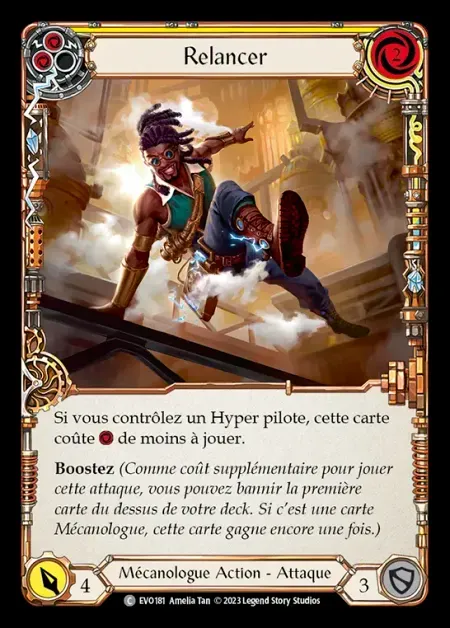 Relancer
2
Si vous contrôlez un Hyper pilote, cette carte
coûte de moins à jouer.
Boostez (Comme coût supplémentaire pour jouer
cette attaque, vous pouvez bannir la première
carte du dessus de votre deck. Si c'est une carte
Mécanologue, cette carte gagne encore une fois.)
4
Mécanologue Action - Attaque
3
C EVO181 Amelia Tan © 2023 Legend Story Studios